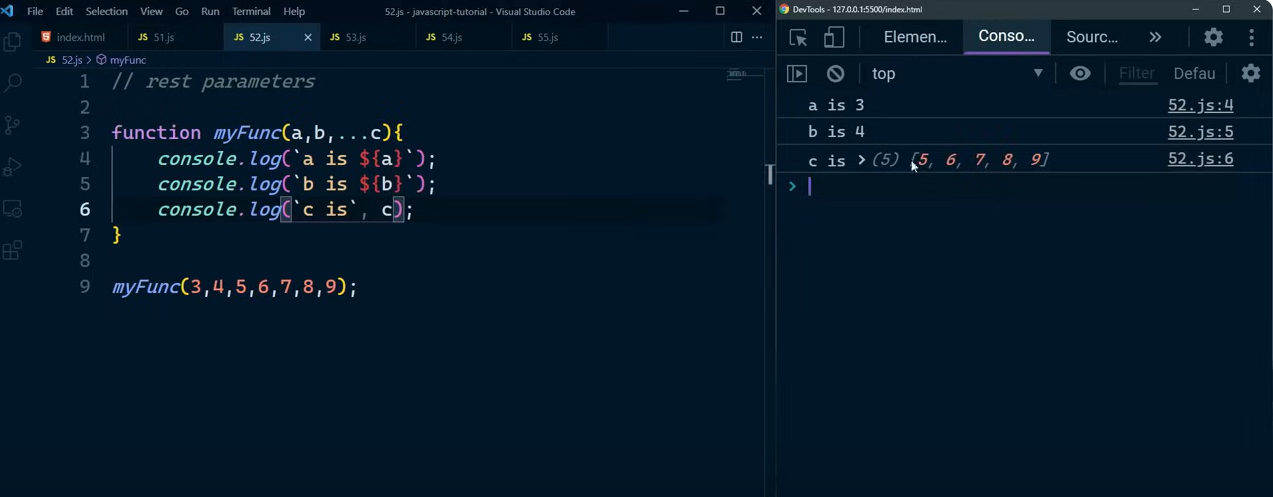 File Edit Selection View Go Run Terminal Help 52.js - javascript-tutorial - Visual Studio Code
index.html JS 51.js JS 52.js JS 53.js JS 54.js JS 55.js
JS 52.js > myFunc
1 // rest parameters
2
3 function myFunc(a,b,...c){
4 console.log(`a is ${a}`);
5 console.log(`b is ${b}`);
6 console.log(`c is`, c);
7 }
8
9 myFunc(3,4,5,6,7,8,9);
DevTools - 127.0.0.1:5500/index.html
Elemen... Conso... Sourc... »
top Filter Defau
a is 3 52.js:4
b is 4 52.js:5
c is > (5) [5, 6, 7, 8, 9] 52.js:6
>